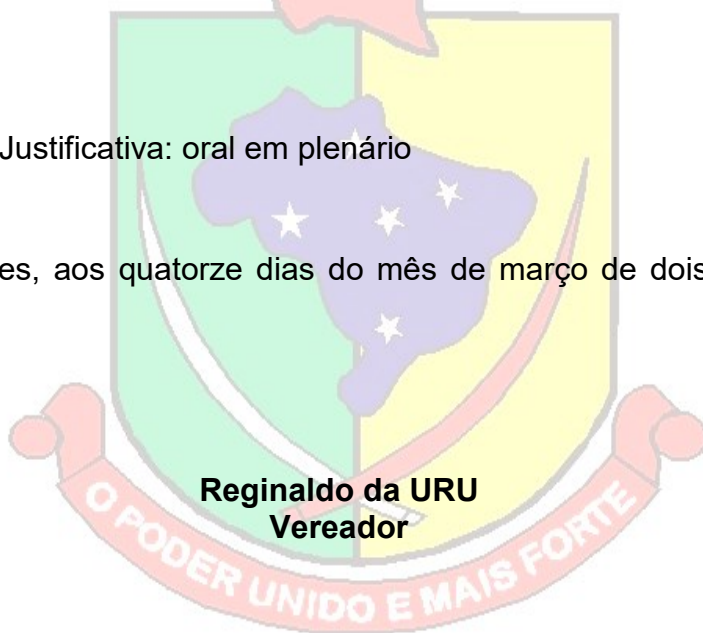 Justificativa: oral em plenário
es, aos quatorze dias do mês de março de dois
Reginaldo da URU
Vereador
O PODER UNIDO E MAIS FORTE